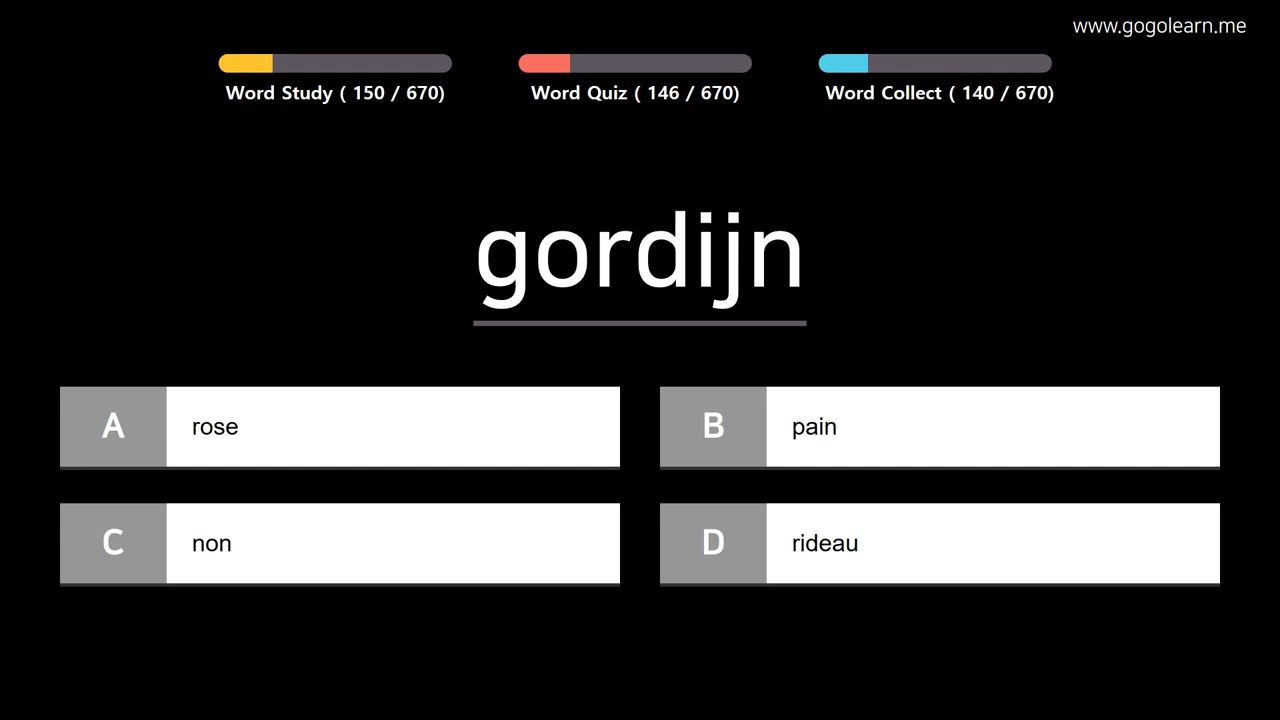 www.gogolearn.me
Word Study ( 150 / 670)
Word Quiz ( 146 / 670)
Word Collect ( 140 / 670)
gordijn
A rose
B pain
C non
D rideau